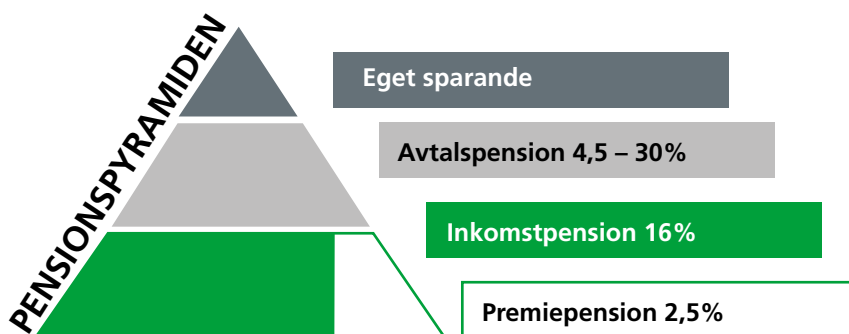 PENSIONSPYRAMIDEN
Eget sparande
Avtalspension 4,5 – 30%
Inkomstpension 16%
Premiepension 2,5%